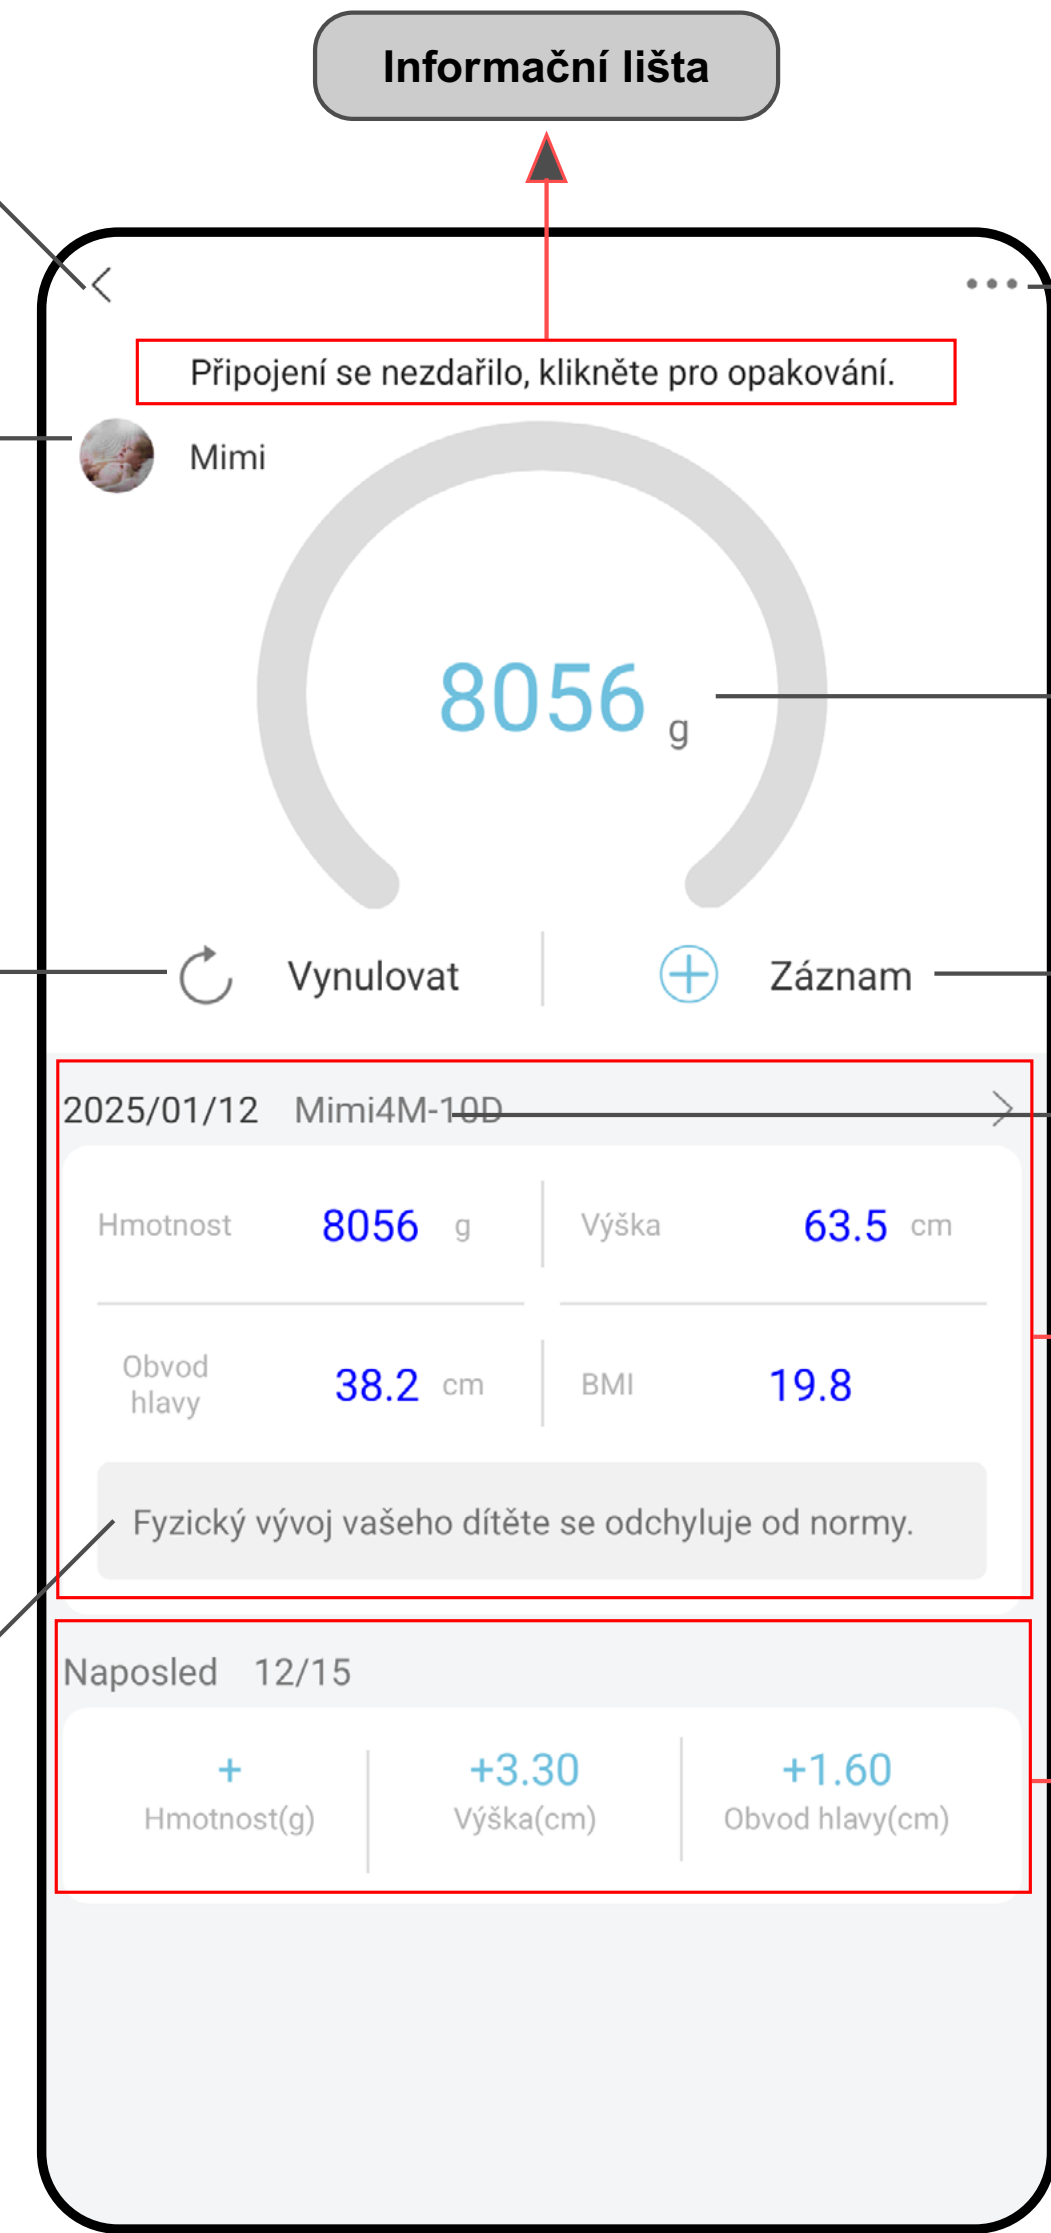 Informační lišta
Připojení se nezdařilo, klikněte pro opakování.
Mimi
8056 g
Vynulovat
Záznam
2025/01/12 Mimi4M-10D
Hmotnost 8056 g
Výška 63.5 cm
Obvod
hlavy
38.2 cm
BMI 19.8
Fyzický vývoj vašeho dítěte se odchyluje od normy.
Naposled 12/15
+
Hmotnost(g)
+3.30
Výška(cm)
+1.60
Obvod hlavy(cm)